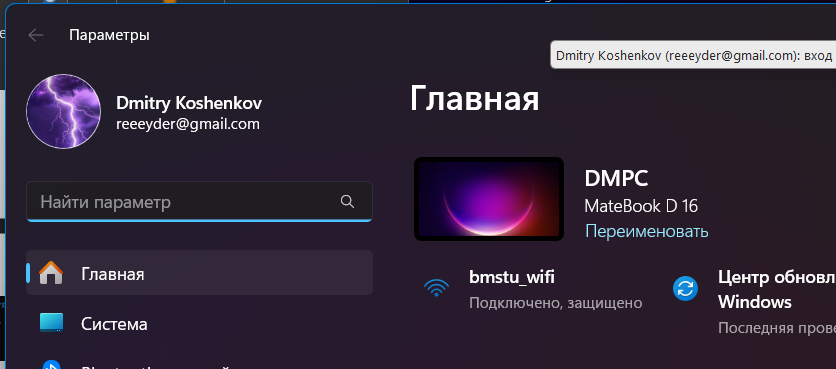 Параметры
Dmitry Koshenkov (reeeyder@gmail.com): вход
Dmitry Koshenkov
reeeyder@gmail.com
Главная
DMPC
MateBook D 16
Переименовать
Найти параметр
bmstu_wifi
Подключено, защищено
Центр обновл
Windows
Последняя прове
Главная
Система